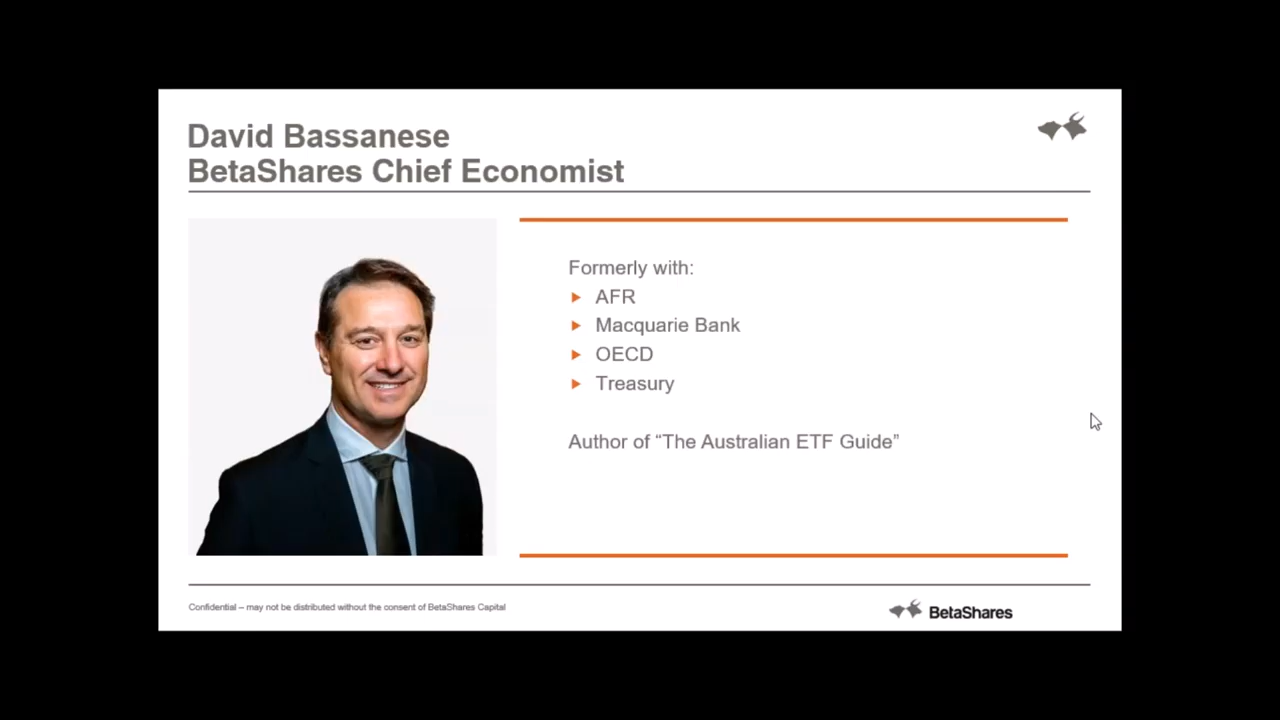 David Bassanese
BetaShares Chief Economist
Formerly with:
AFR
Macquarie Bank
OECD
Treasury
Author of “The Australian ETF Guide”
Confidential – may not be distributed without the consent of BetaShares Capital
BetaShares